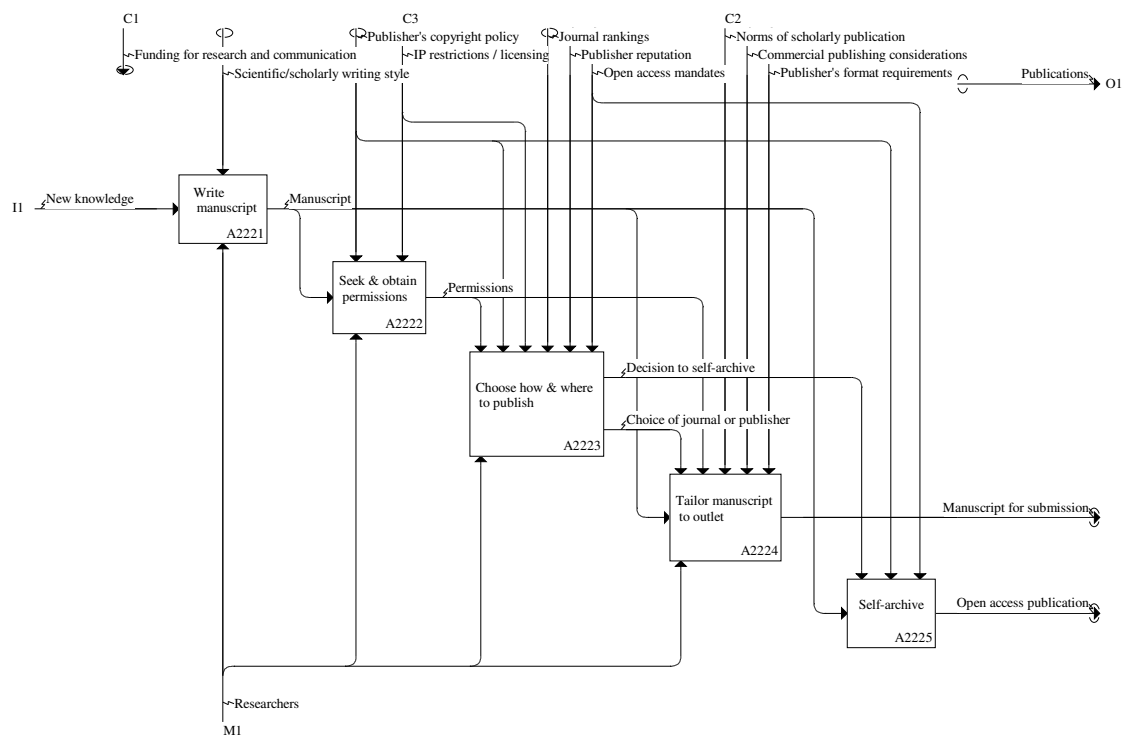 C1
C3
C2
Publisher's copyright policy
Journal rankings
Norms of scholarly publication
Funding for research and communication
IP restrictions / licensing
Publisher reputation
Commercial publishing considerations
Scientific/scholarly writing style
Open access mandates
Publisher's format requirements
Publications
O1
Write
manuscript
A2221
I1
New knowledge
Manuscript
Seek & obtain
permissions
A2222
Permissions
Choose how & where
to publish
A2223
Decision to self-archive
Choice of journal or publisher
Tailor manuscript
to outlet
A2224
Manuscript for submission
Self-archive
A2225
Open access publication
Researchers
M1